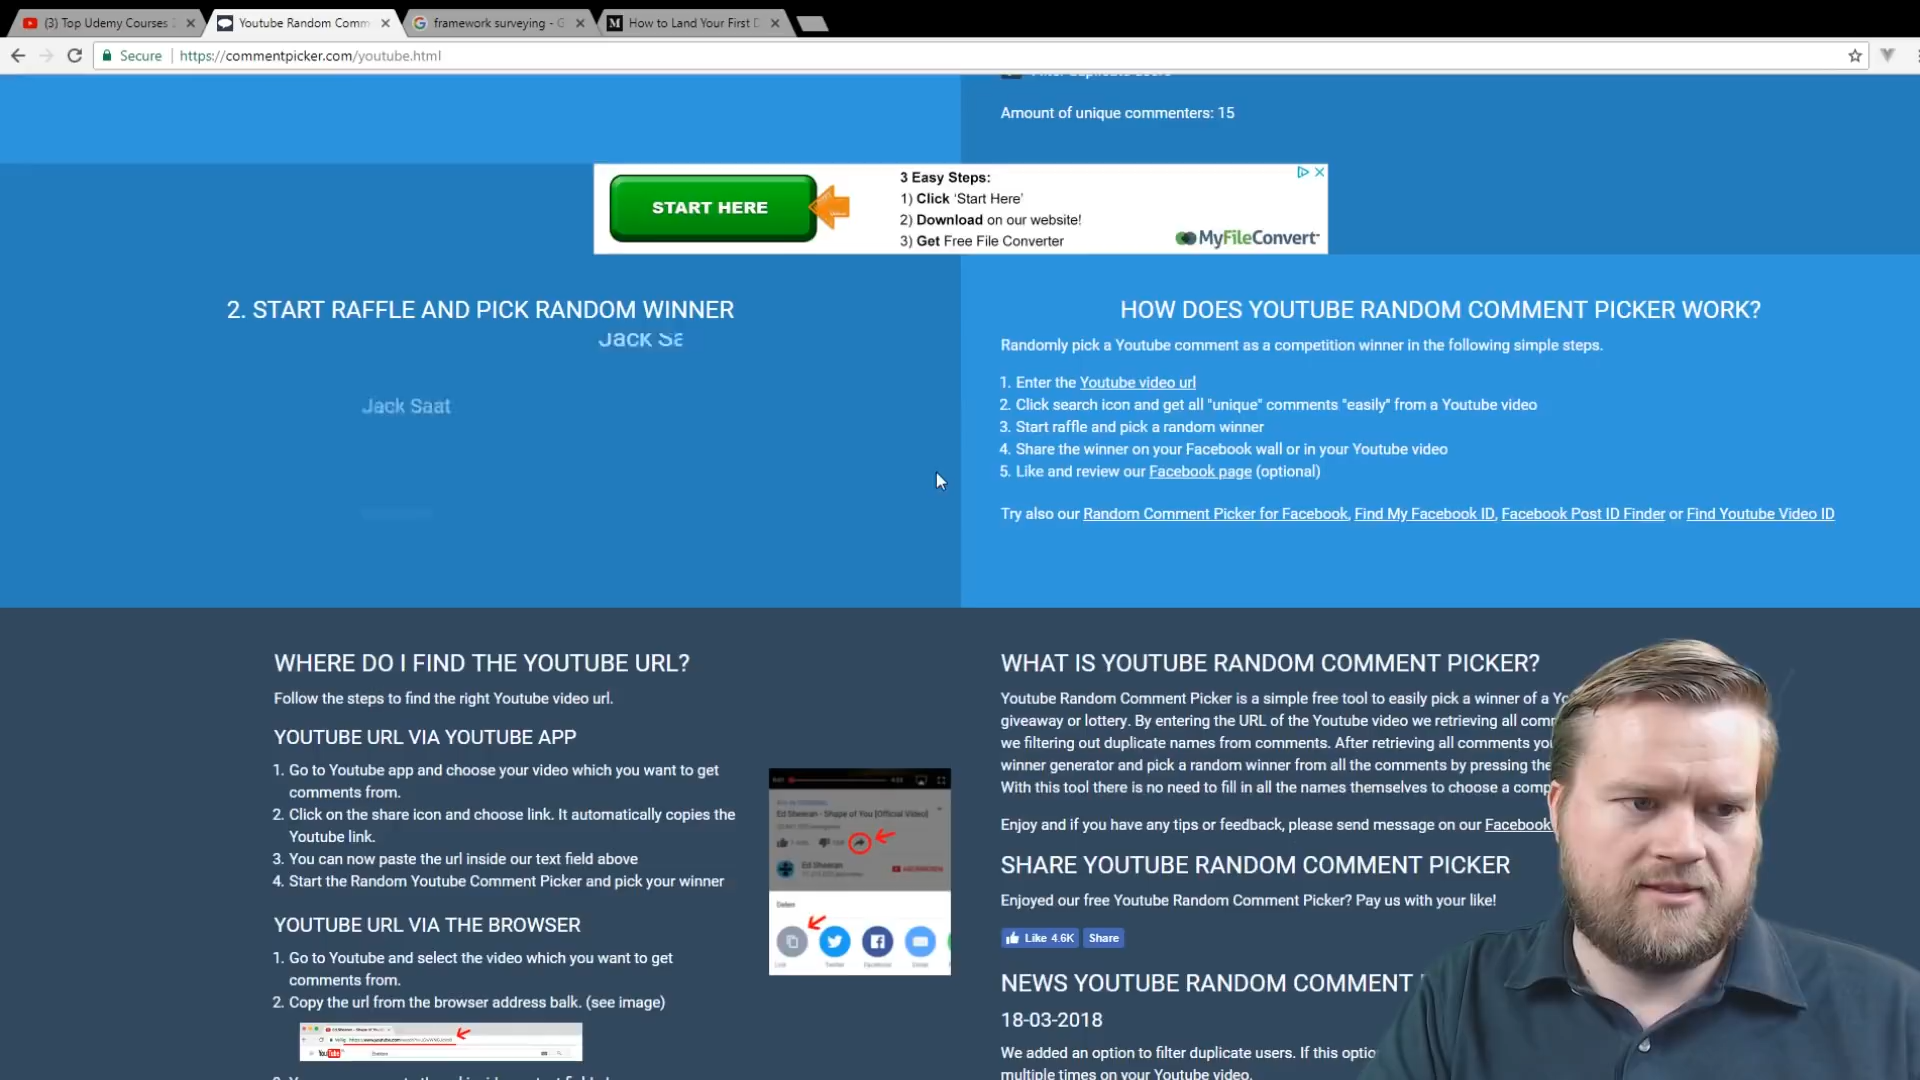 (3) Top Udemy Courses
Youtube Random Comm
framework surveying - G
How to Land Your First D
Secure
https://commentpicker.com/youtube.html
Amount of unique commenters: 15
START HERE
3 Easy Steps:
1) Click ‘Start Here’
2) Download on our website!
3) Get Free File Converter
MyFileConvert
2. START RAFFLE AND PICK RANDOM WINNER
Jack Sa
Jack Saat
HOW DOES YOUTUBE RANDOM COMMENT PICKER WORK?
Randomly pick a Youtube comment as a competition winner in the following simple steps.
1. Enter the Youtube video url
2. Click search icon and get all "unique" comments "easily" from a Youtube video
3. Start raffle and pick a random winner
4. Share the winner on your Facebook wall or in your Youtube video
5. Like and review our Facebook page (optional)
Try also our Random Comment Picker for Facebook, Find My Facebook ID, Facebook Post ID Finder or Find Youtube Video ID
WHERE DO I FIND THE YOUTUBE URL?
Follow the steps to find the right Youtube video url.
YOUTUBE URL VIA YOUTUBE APP
1. Go to Youtube app and choose your video which you want to get
comments from.
2. Click on the share icon and choose link. It automatically copies the
Youtube link.
3. You can now paste the url inside our text field above
4. Start the Random Youtube Comment Picker and pick your winner
Ed Sheeran - Shape of You [Official Video]
Ed Sheeran
Delen
Link
Twitter
Facebook
YOUTUBE URL VIA THE BROWSER
1. Go to Youtube and select the video which you want to get
comments from.
2. Copy the url from the browser address balk. (see image)
YouTube
WHAT IS YOUTUBE RANDOM COMMENT PICKER?
Youtube Random Comment Picker is a simple free tool to easily pick a winner of a Yo
giveaway or lottery. By entering the URL of the Youtube video we retrieving all com
we filtering out duplicate names from comments. After retrieving all comments yo
winner generator and pick a random winner from all the comments by pressing the
With this tool there is no need to fill in all the names themselves to choose a comp
Enjoy and if you have any tips or feedback, please send message on our Facebook
SHARE YOUTUBE RANDOM COMMENT PICKER
Enjoyed our free Youtube Random Comment Picker? Pay us with your like!
Like 4.6K
Share
NEWS YOUTUBE RANDOM COMMENT
18-03-2018
We added an option to filter duplicate users. If this optio
multiple times on your Youtube video.